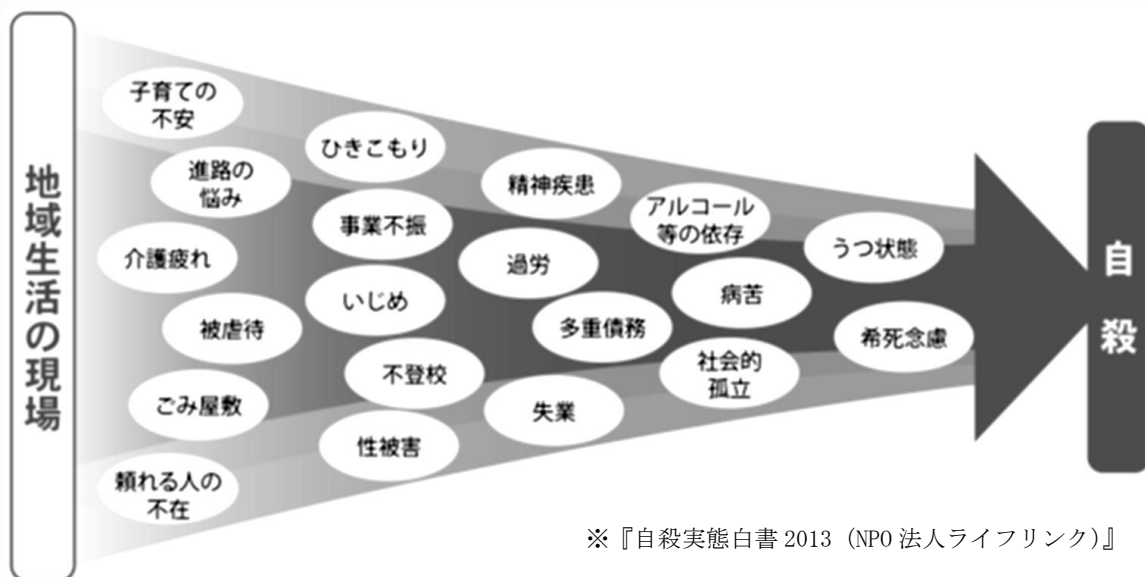 地域生活の現場
子育ての
不安
進路の
悩み
介護疲れ
被虐待
ごみ屋敷
頼れる人の
不在
ひきこもり
事業不振
いじめ
不登校
性被害
精神疾患
過労
多重債務
失業
アルコール
等の依存
病苦
社会的
孤立
うつ状態
希死念慮
自殺
※『自殺実態白書 2013（NPO 法人ライフリンク）』